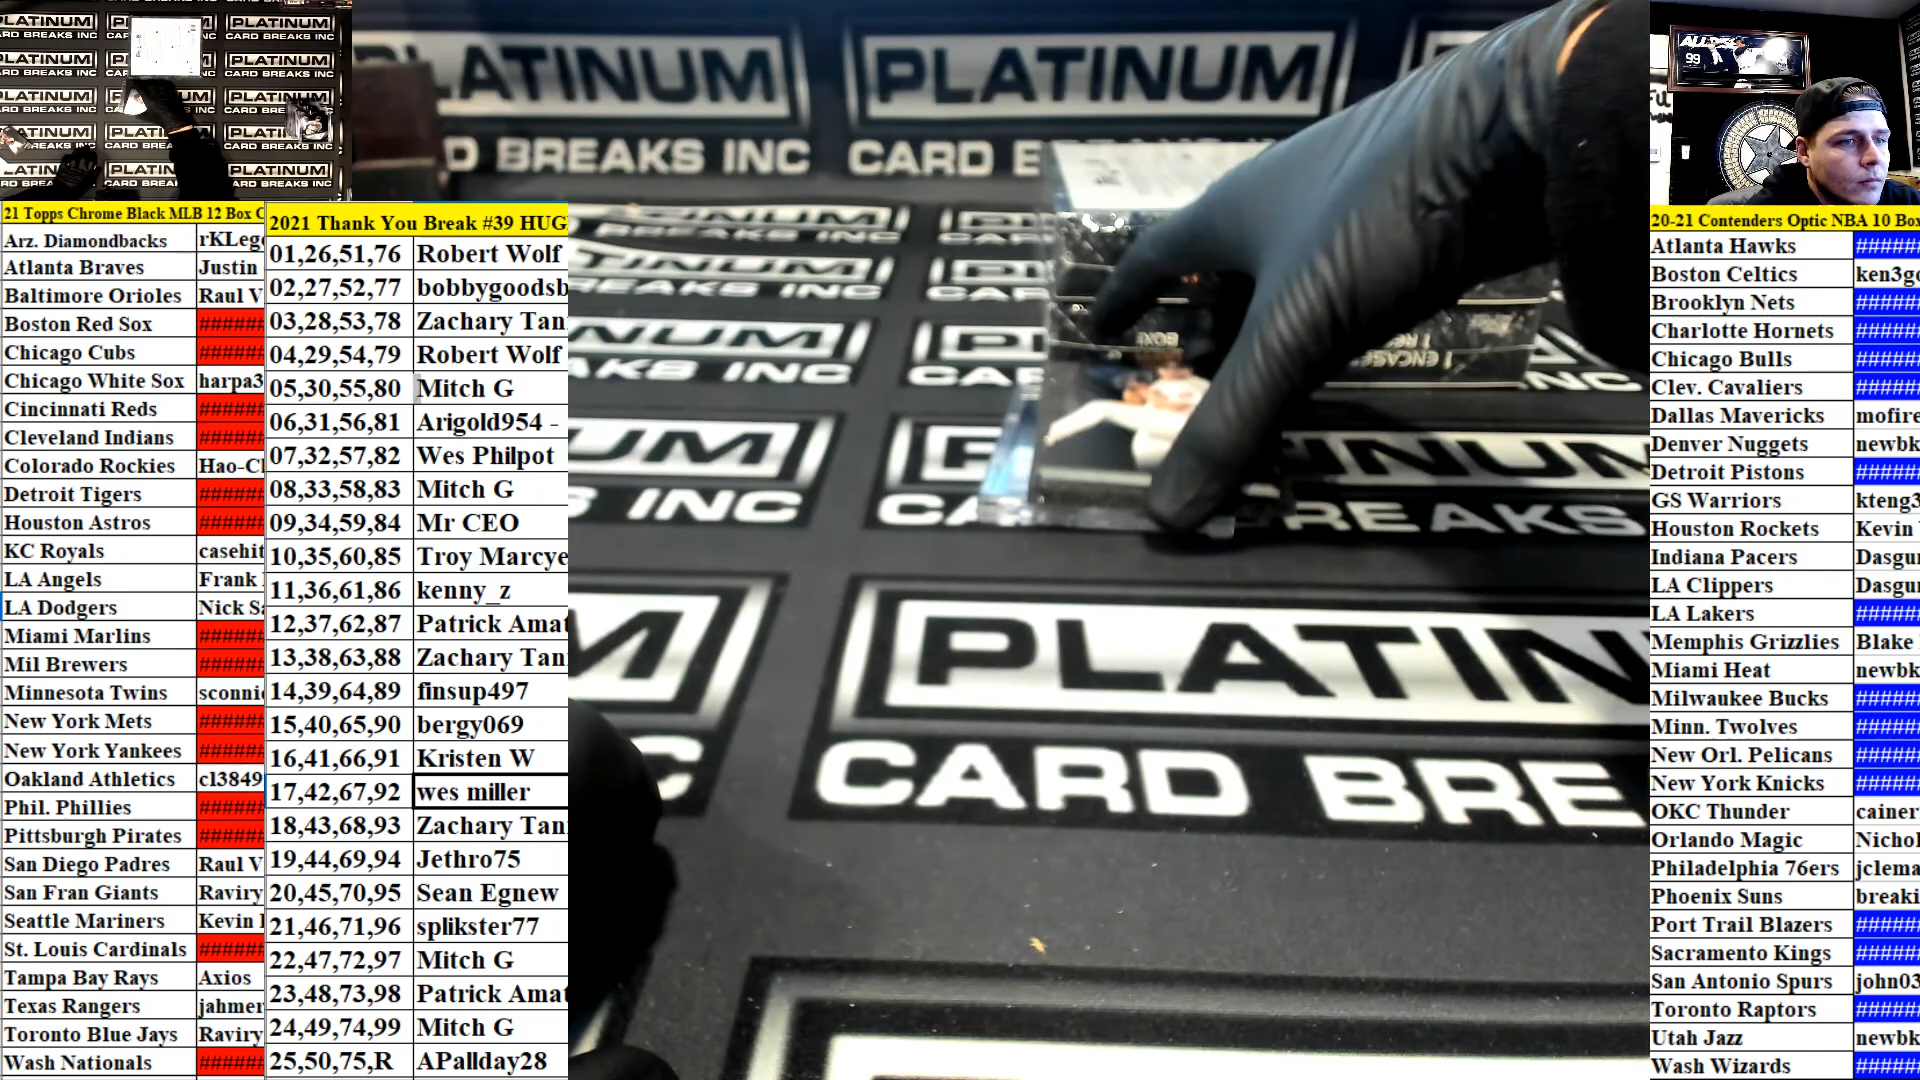 PLATINUM
CARD BREAKS INC
ALL RISE
99
PLATINUM
CARD BREAKS INC
PLATIN
CARD BRE
21 Topps Chrome Black MLB 12 Box C
Arz. Diamondbacks rKLeg
Atlanta Braves Justin
Baltimore Orioles Raul V
Boston Red Sox ######
Chicago Cubs ######
Chicago White Sox harpa3
Cincinnati Reds ######
Cleveland Indians ######
Colorado Rockies Hao-C
Detroit Tigers ######
Houston Astros ######
KC Royals casehit
LA Angels Frank
LA Dodgers Nick Sa
Miami Marlins ######
Mil Brewers ######
Minnesota Twins sconni
New York Mets ######
New York Yankees ######
Oakland Athletics cl3849
Phil. Phillies ######
Pittsburgh Pirates ######
San Diego Padres Raul V
San Fran Giants Raviry
Seattle Mariners Kevin
St. Louis Cardinals ######
Tampa Bay Rays Axios
Texas Rangers jahmer
Toronto Blue Jays Raviry
Wash Nationals ######
2021 Thank You Break #39 HUG
01,26,51,76 Robert Wolf
02,27,52,77 bobbygoodsb
03,28,53,78 Zachary Tan
04,29,54,79 Robert Wolf
05,30,55,80 Mitch G
06,31,56,81 Arigold954 -
07,32,57,82 Wes Philpot
08,33,58,83 Mitch G
09,34,59,84 Mr CEO
10,35,60,85 Troy Marcye
11,36,61,86 kenny_z
12,37,62,87 Patrick Amat
13,38,63,88 Zachary Tan
14,39,64,89 finsup497
15,40,65,90 bergy069
16,41,66,91 Kristen W
17,42,67,92 wes miller
18,43,68,93 Zachary Tan
19,44,69,94 Jethro75
20,45,70,95 Sean Egnew
21,46,71,96 splikster77
22,47,72,97 Mitch G
23,48,73,98 Patrick Amat
24,49,74,99 Mitch G
25,50,75,R APallday28
20-21 Contenders Optic NBA 10 Box
Atlanta Hawks ######
Boston Celtics ken3g
Brooklyn Nets ######
Charlotte Hornets ######
Chicago Bulls ######
Clev. Cavaliers ######
Dallas Mavericks mofire
Denver Nuggets newbk
Detroit Pistons ######
GS Warriors kteng3
Houston Rockets Kevin
Indiana Pacers Dasgu
LA Clippers Dasgu
LA Lakers ######
Memphis Grizzlies Blake
Miami Heat newbk
Milwaukee Bucks ######
Minn. Twolves ######
New Orl. Pelicans ######
New York Knicks ######
OKC Thunder cainer
Orlando Magic Nichol
Philadelphia 76ers jclema
Phoenix Suns breaki
Port Trail Blazers ######
Sacramento Kings ######
San Antonio Spurs john03
Toronto Raptors ######
Utah Jazz newbk
Wash Wizards ######